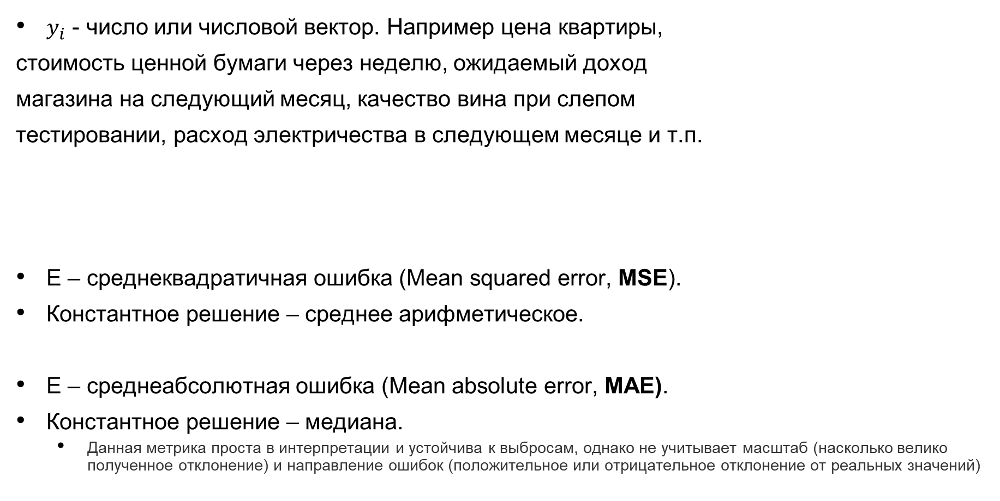 • yᵢ - число или числовой вектор. Например цена квартиры,
стоимость ценной бумаги через неделю, ожидаемый доход
магазина на следующий месяц, качество вина при слепом
тестировании, расход электричества в следующем месяце и т.п.
• E – среднеквадратичная ошибка (Mean squared error, MSE).
• Константное решение – среднее арифметическое.
• E – среднеабсолютная ошибка (Mean absolute error, MAE).
• Константное решение – медиана.
• Данная метрика проста в интерпретации и устойчива к выбросам, однако не учитывает масштаб (насколько велико
полученное отклонение) и направление ошибок (положительное или отрицательное отклонение от реальных значений)